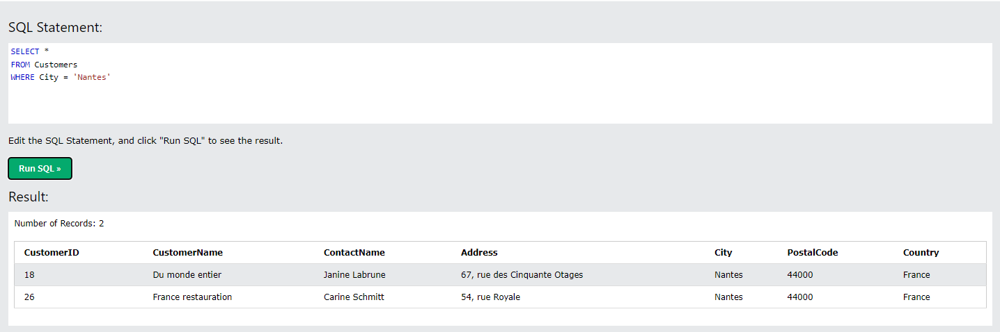 SQL Statement:
SELECT *
FROM Customers
WHERE City = 'Nantes'
Edit the SQL Statement, and click "Run SQL" to see the result.
Run SQL »
Result:
Number of Records: 2
CustomerID CustomerName ContactName Address City PostalCode Country
18 Du monde entier Janine Labrune 67, rue des Cinquante Otages Nantes 44000 France
26 France restauration Carine Schmitt 54, rue Royale Nantes 44000 France